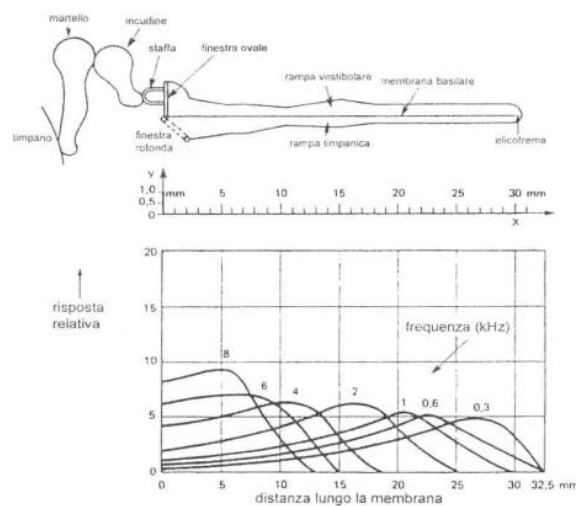 martello
incudine
staffa
finestra ovale
rampa vestibolare
membrana basilare
timpano
finestra
rotonda
rampa timpanica
elicotrema
v
1,0
0,5
0
mm 5 10 15 20 25 30 mm
x
20
15
10
5
0
risposta
relativa
frequenza (kHz)
8
6
4
2
1
0,6
0,3
0 5 10 15 20 25 30 32,5 mm
distanza lungo la membrana